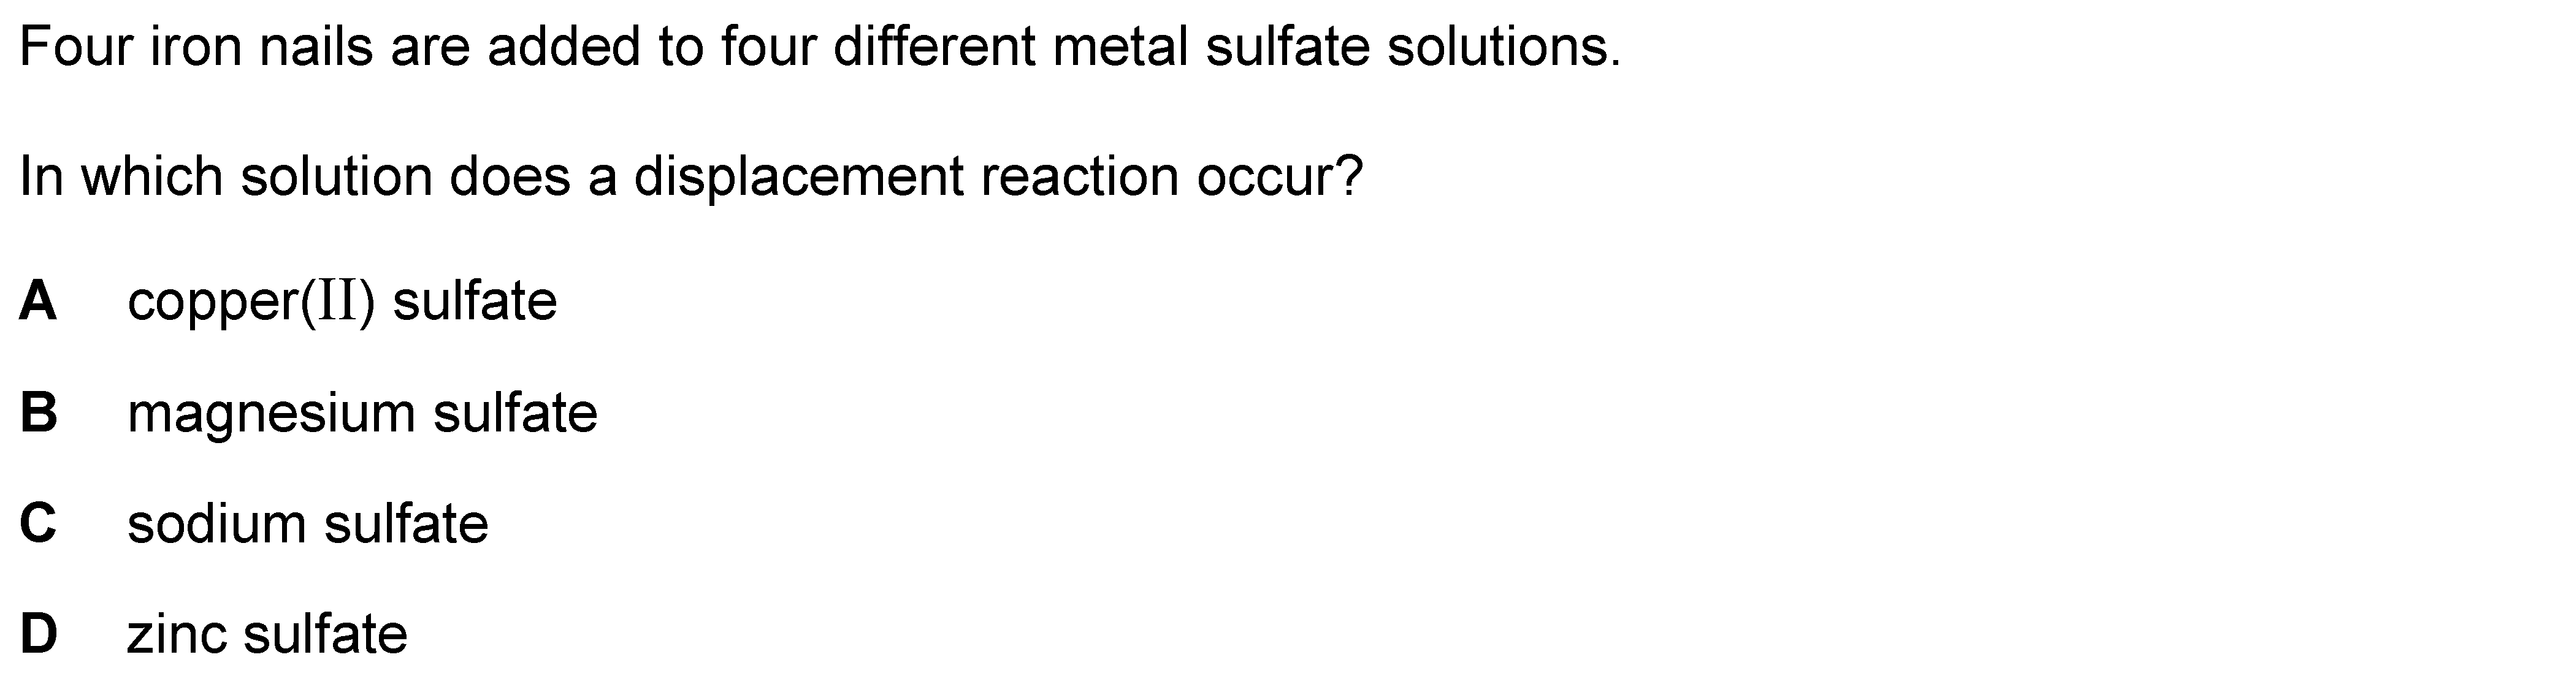 Four iron nails are added to four different metal sulfate solutions.
In which solution does a displacement reaction occur?
A copper(II) sulfate
B magnesium sulfate
C sodium sulfate
D zinc sulfate